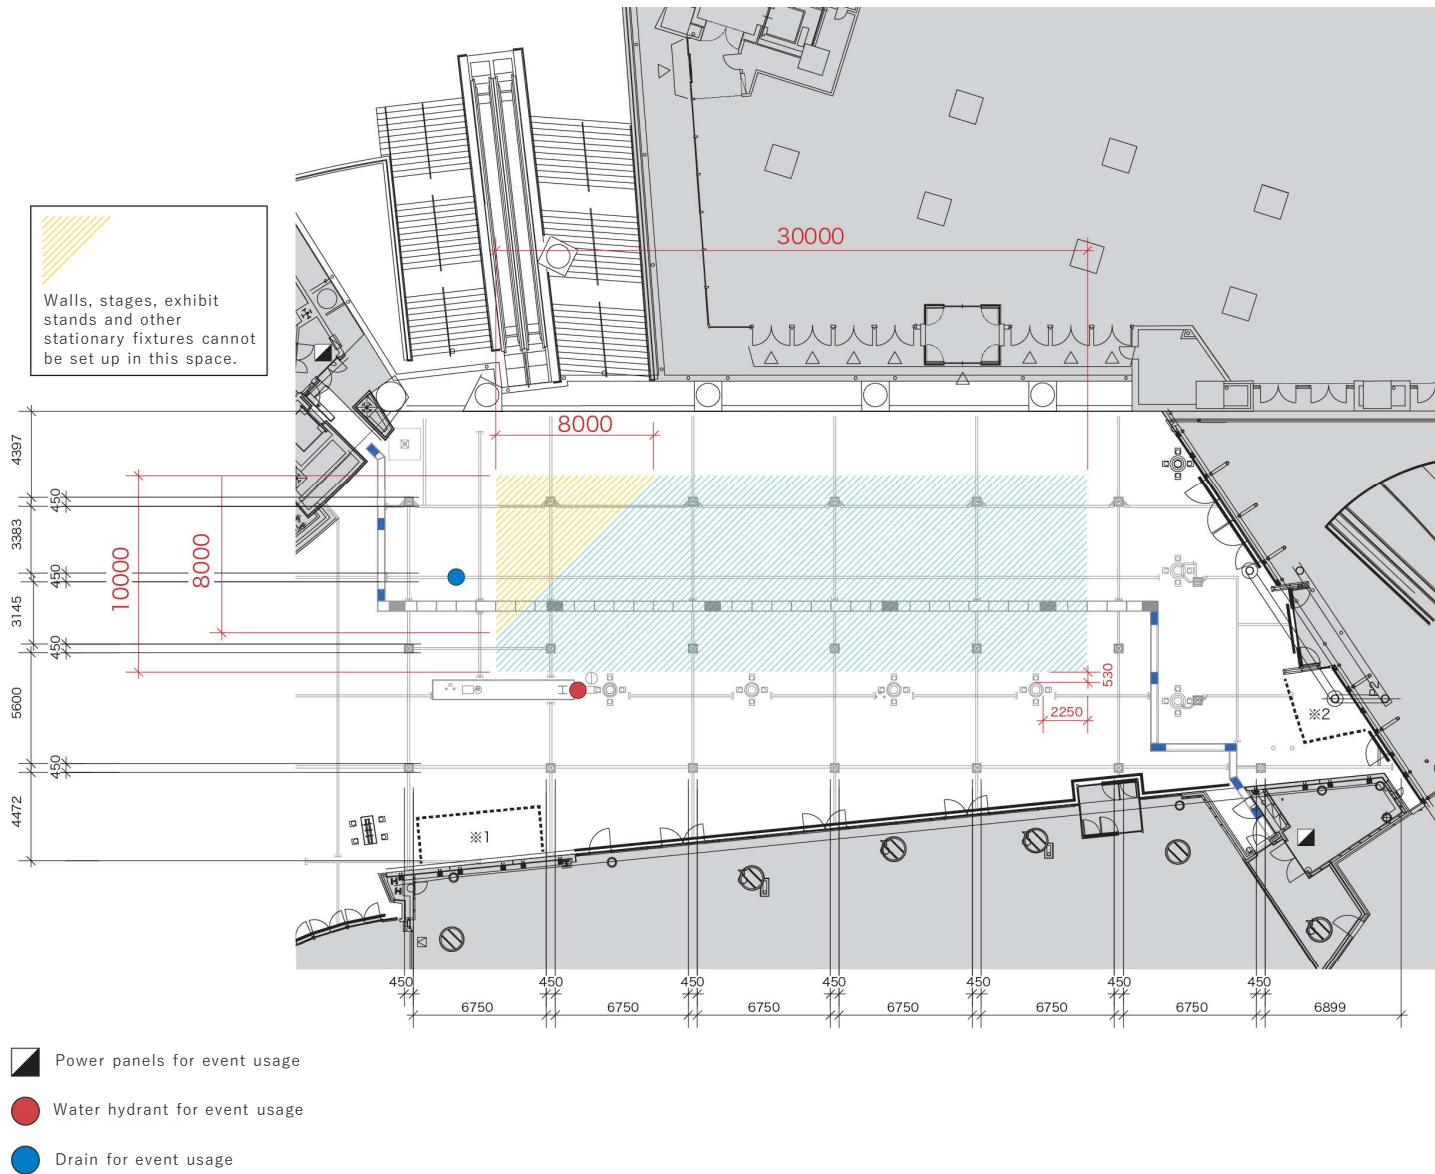 30000
Walls, stages, exhibit
stands and other
stationary fixtures cannot
be set up in this space.
8000
4397
450
3383
450
3145
450
5600
450
4472
10000
8000
530
2250
※2
※1
H
H
450 450 450 450 450 450 450
6750 6750 6750 6750 6750 6750 6899
Power panels for event usage
Water hydrant for event usage
Drain for event usage